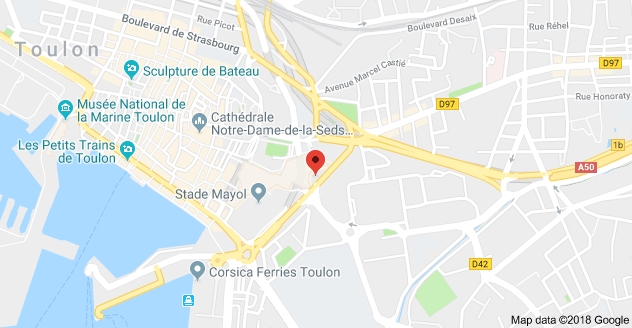 Rue Picot
Boulevard de Strasbourg
Boulevard Desaix
Rue Réhel
Toulon
Avenue Marcel Castié
D97
Sculpture de Bateau
Rue Honoraty
D97
Musée National de
la Marine Toulon
Cathédrale
Notre-Dame-de-la-Seds...
1b
Les Petits Trains
de Toulon
A50
Stade Mayol
D42
Corsica Ferries Toulon
Map data ©2018 Google